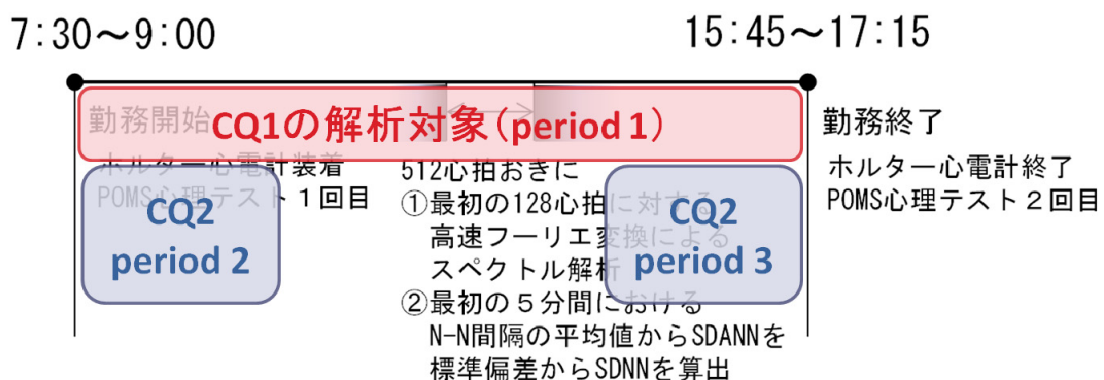 7:30～9:00
15:45～17:15
勤務開始
CQ1の解析対象(period 1)
勤務終了
ホルター心電計装着
POMS心理テスト１回目
CQ2
period 2
512心拍おきに
①最初の128心拍に対する
高速フーリエ変換による
スペクトル解析
②最初の５分間における
N-N間隔の平均値からSDANNを
標準偏差からSDNNを算出
CQ2
period 3
ホルター心電計終了
POMS心理テスト２回目